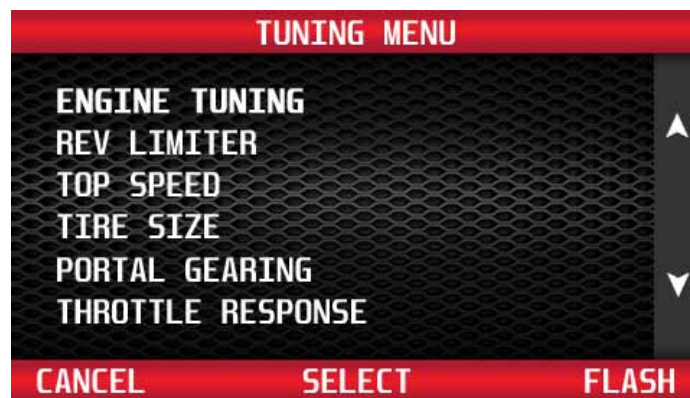 TUNING MENU
ENGINE TUNING
REV LIMITER
TOP SPEED
TIRE SIZE
PORTAL GEARING
THROTTLE RESPONSE
CANCEL SELECT FLASH